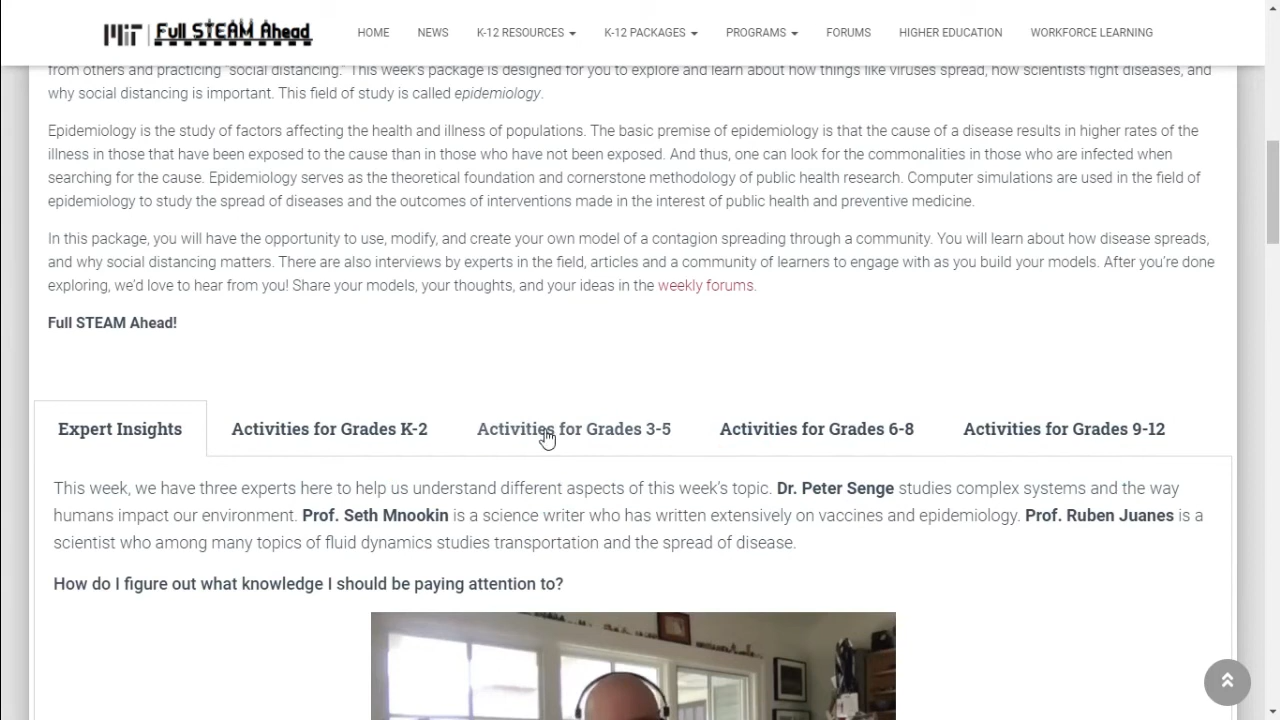 MIT Full STEAM Ahead
HOME NEWS K-12 RESOURCES K-12 PACKAGES PROGRAMS FORUMS HIGHER EDUCATION WORKFORCE LEARNING
from others and practicing "social distancing." This week's package is designed for you to explore and learn about how things like viruses spread, how scientists fight diseases, and
why social distancing is important. This field of study is called epidemiology.
Epidemiology is the study of factors affecting the health and illness of populations. The basic premise of epidemiology is that the cause of a disease results in higher rates of the
illness in those that have been exposed to the cause than in those who have not been exposed. And thus, one can look for the commonalities in those who are infected when
searching for the cause. Epidemiology serves as the theoretical foundation and cornerstone methodology of public health research. Computer simulations are used in the field of
epidemiology to study the spread of diseases and the outcomes of interventions made in the interest of public health and preventive medicine.
In this package, you will have the opportunity to use, modify, and create your own model of a contagion spreading through a community. You will learn about how disease spreads,
and why social distancing matters. There are also interviews by experts in the field, articles and a community of learners to engage with as you build your models. After you're done
exploring, we'd love to hear from you! Share your models, your thoughts, and your ideas in the weekly forums.
Full STEAM Ahead!
Expert Insights Activities for Grades K-2 Activities for Grades 3-5 Activities for Grades 6-8 Activities for Grades 9-12
This week, we have three experts here to help us understand different aspects of this week's topic. Dr. Peter Senge studies complex systems and the way
humans impact our environment. Prof. Seth Mnookin is a science writer who has written extensively on vaccines and epidemiology. Prof. Ruben Juanes is a
scientist who among many topics of fluid dynamics studies transportation and the spread of disease.
How do I figure out what knowledge I should be paying attention to?